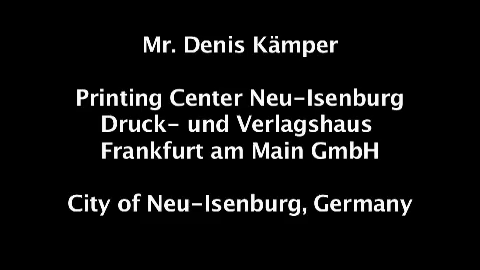 Mr. Denis Kämper
Printing Center Neu-Isenburg
Druck- und Verlagshaus
Frankfurt am Main GmbH
City of Neu-Isenburg, Germany